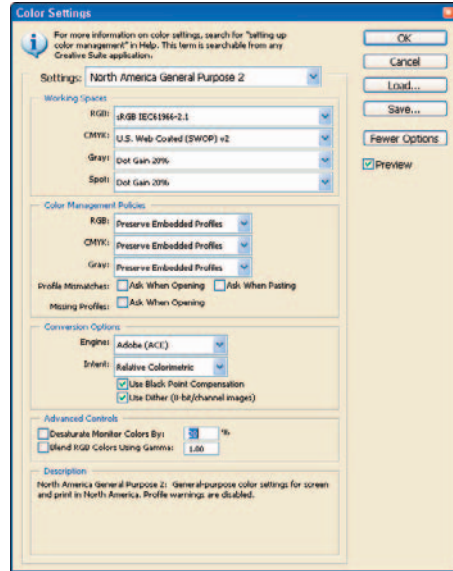 Color Settings
For more information on color settings, search for "setting up
color management" in Help. This term is searchable from any
Creative Suite application.
OK
Cancel
Load...
Save...
Fewer Options
Preview
Settings: North America General Purpose 2
Working Spaces
RGB: sRGB IEC61966-2.1
CMYK: U.S. Web Coated (SWOP) v2
Gray: Dot Gain 20%
Spot: Dot Gain 20%
Color Management Policies
RGB: Preserve Embedded Profiles
CMYK: Preserve Embedded Profiles
Gray: Preserve Embedded Profiles
Profile Mismatches: Ask When Opening Ask When Pasting
Missing Profiles: Ask When Opening
Conversion Options
Engine: Adobe (ACE)
Intent: Relative Colorimetric
Use Black Point Compensation
Use Dither (8-bit/channel images)
Advanced Controls
Desaturate Monitor Colors By: 20 %
Blend RGB Colors Using Gamma: 1.00
Description
North America General Purpose 2: General-purpose color settings for screen
and print in North America. Profile warnings are disabled.